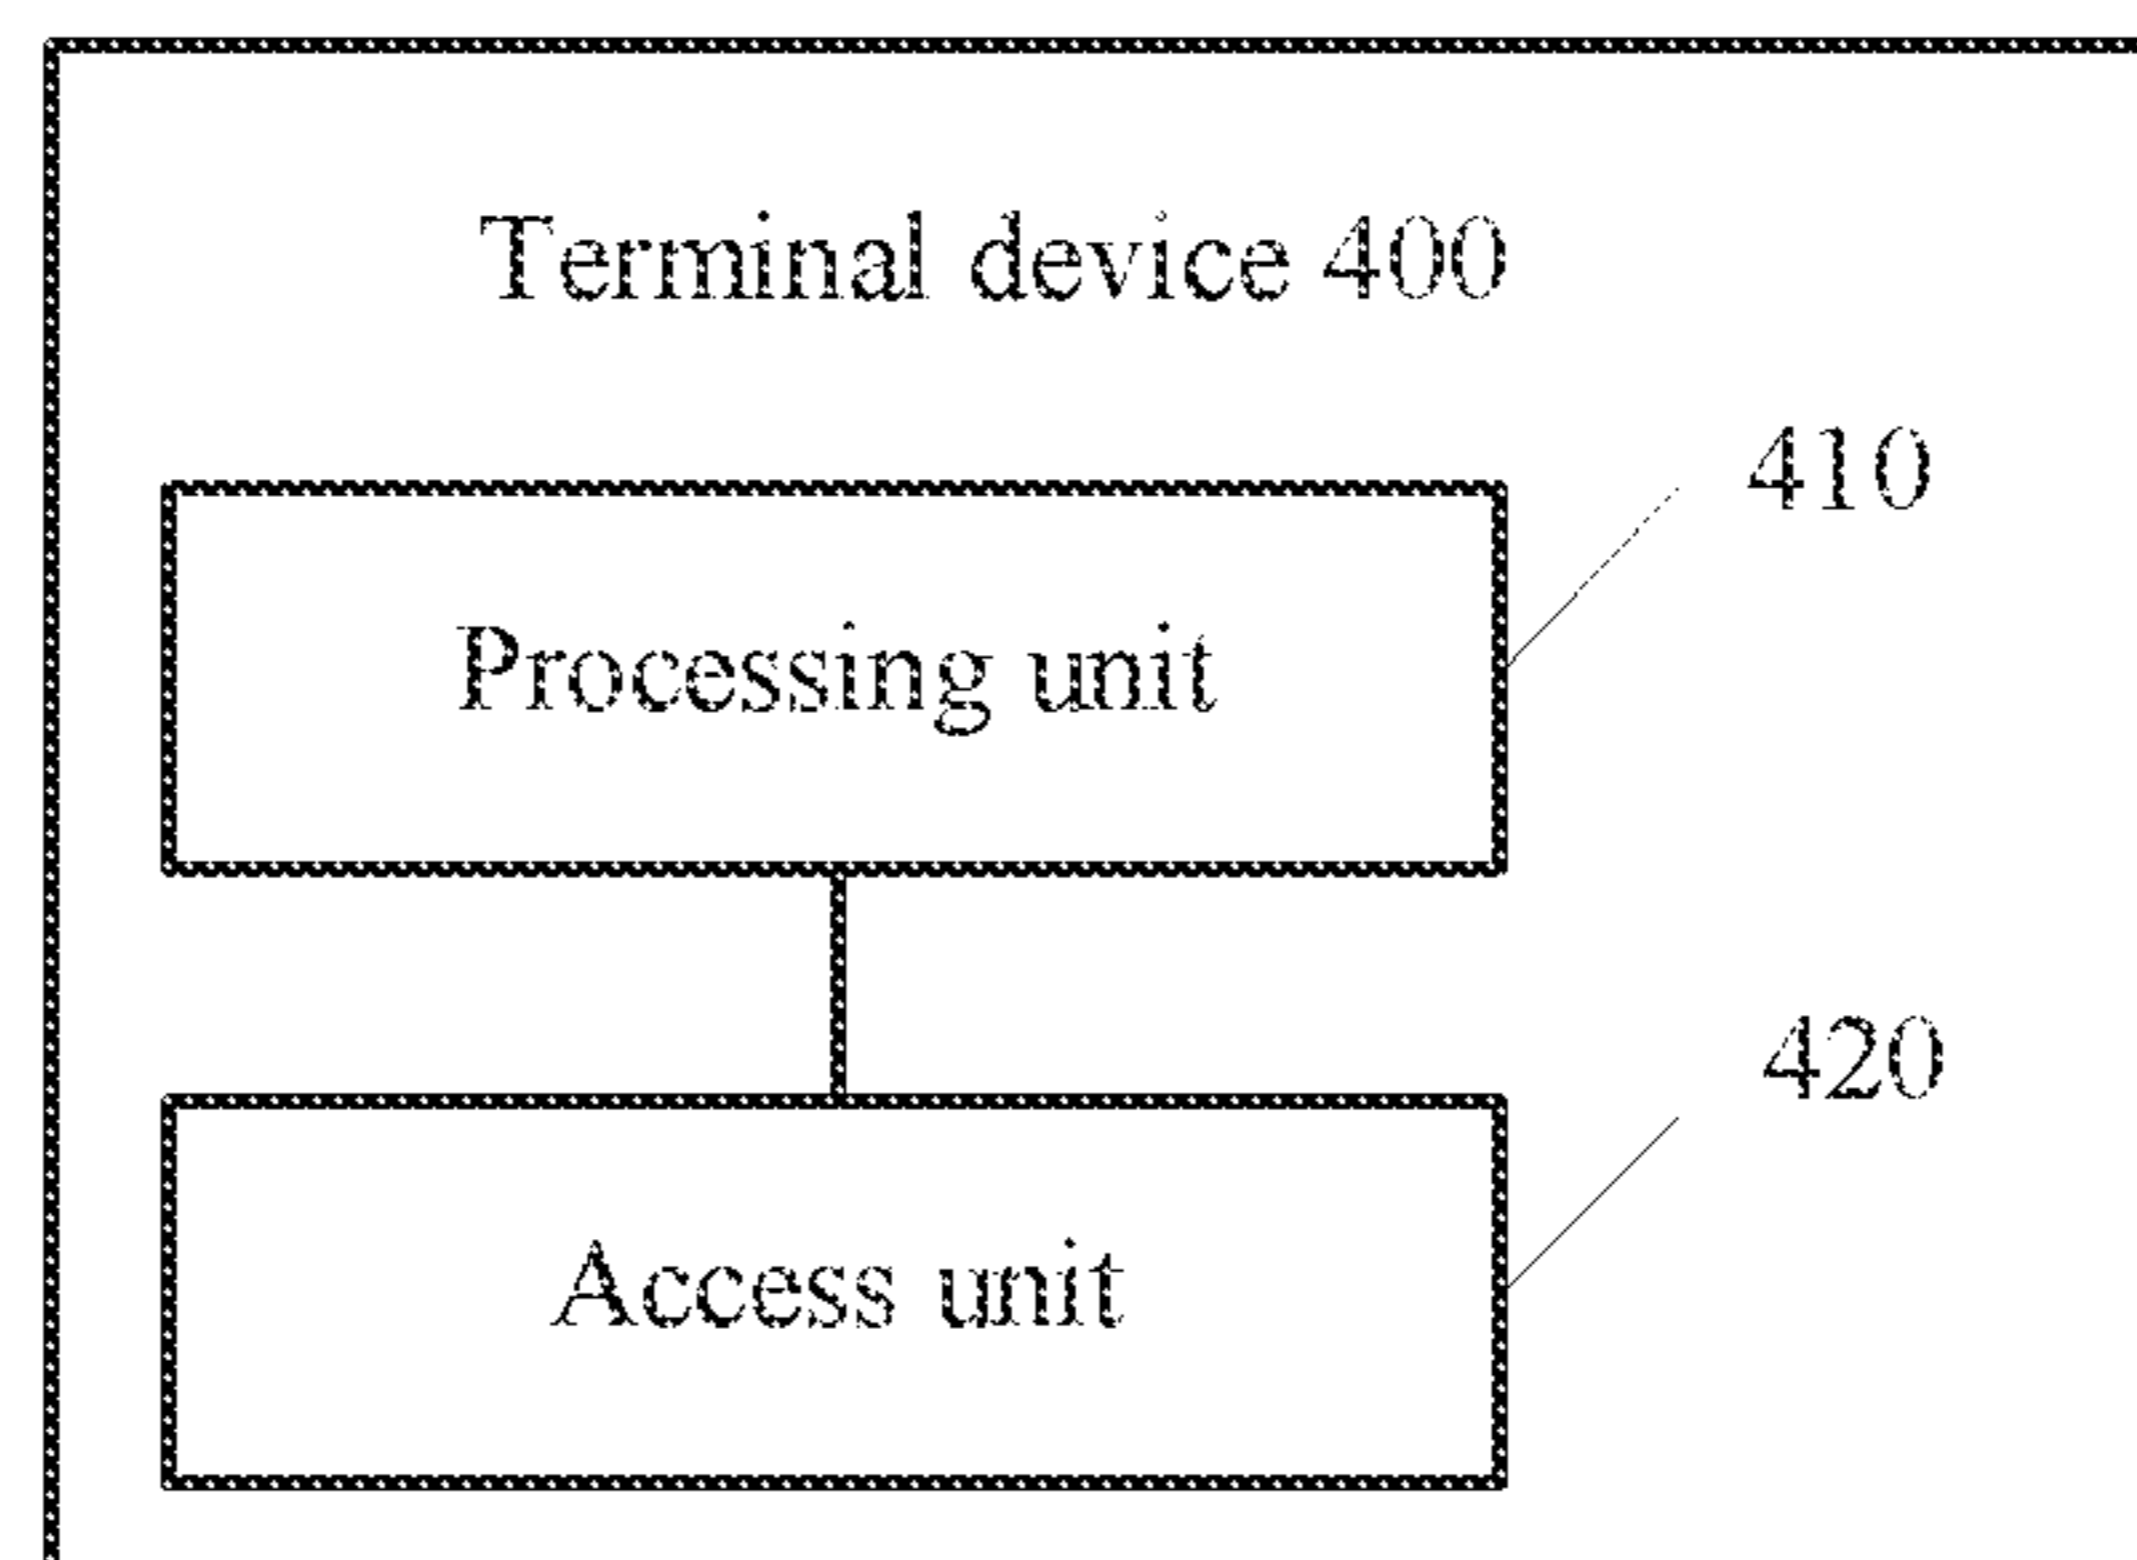 Terminal device 400
410
Processing unit
420
Access unit